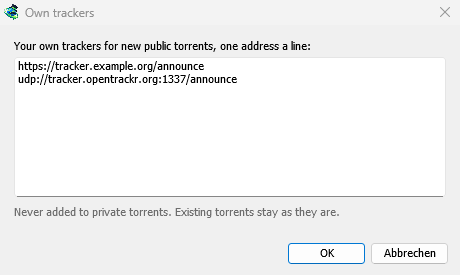 Own trackers
Your own trackers for new public torrents, one address a line:
https://tracker.example.org/announce
udp://tracker.opentrackr.org:1337/announce
Never added to private torrents. Existing torrents stay as they are.
OK
Abbrechen